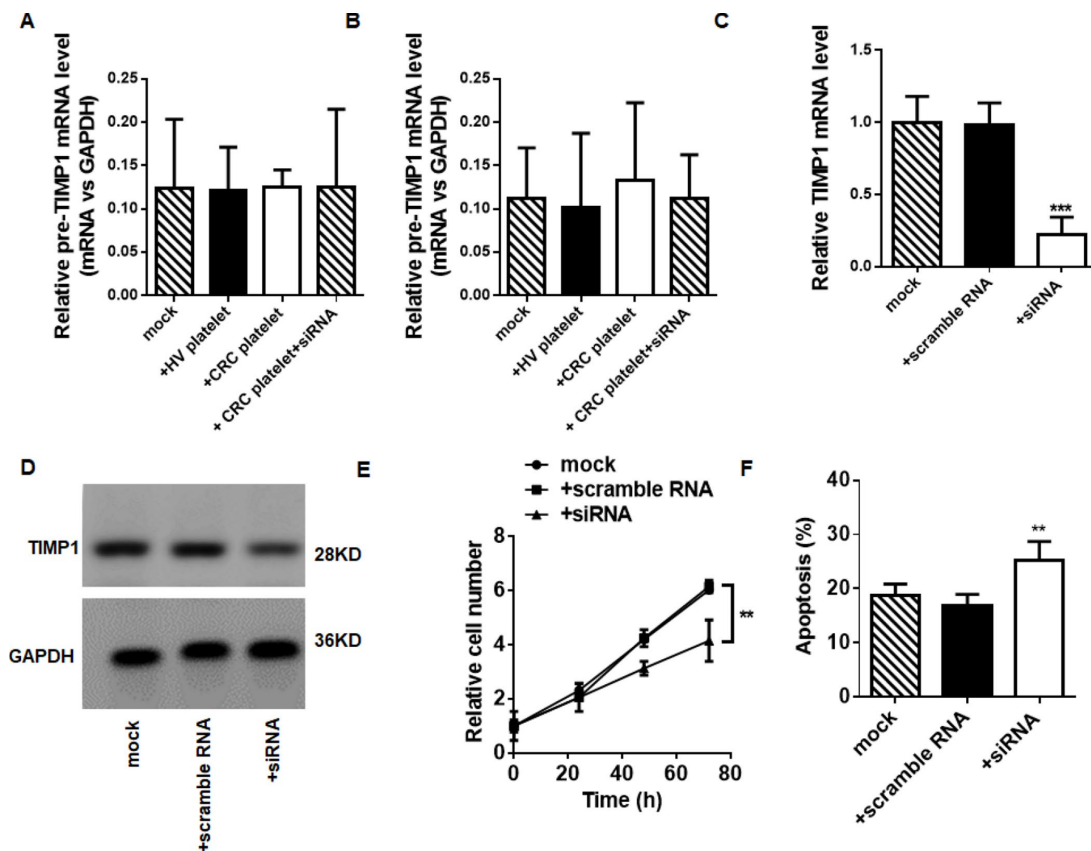 A
Relative pre-TIMP1 mRNA level
(mRNA vs GAPDH)
0.25
0.20
0.15
0.10
0.05
0.00
mock
+HV platelet
+CRC platelet
+ CRC platelet+siRNA
B
Relative pre-TIMP1 mRNA level
(mRNA vs GAPDH)
0.25
0.20
0.15
0.10
0.05
0.00
mock
+HV platelet
+CRC platelet
+ CRC platelet+siRNA
C
Relative TIMP1 mRNA level
1.5
1.0
0.5
0.0
***
mock
+scramble RNA
+siRNA
D
TIMP1
28KD
GAPDH
36KD
mock
+scramble RNA
+siRNA
E
mock
+scramble RNA
+siRNA
Relative cell number
8
6
4
2
0
**
0 20 40 60 80
Time (h)
F
Apoptosis (%)
40
30
20
10
0
**
mock
+scramble RNA
+siRNA